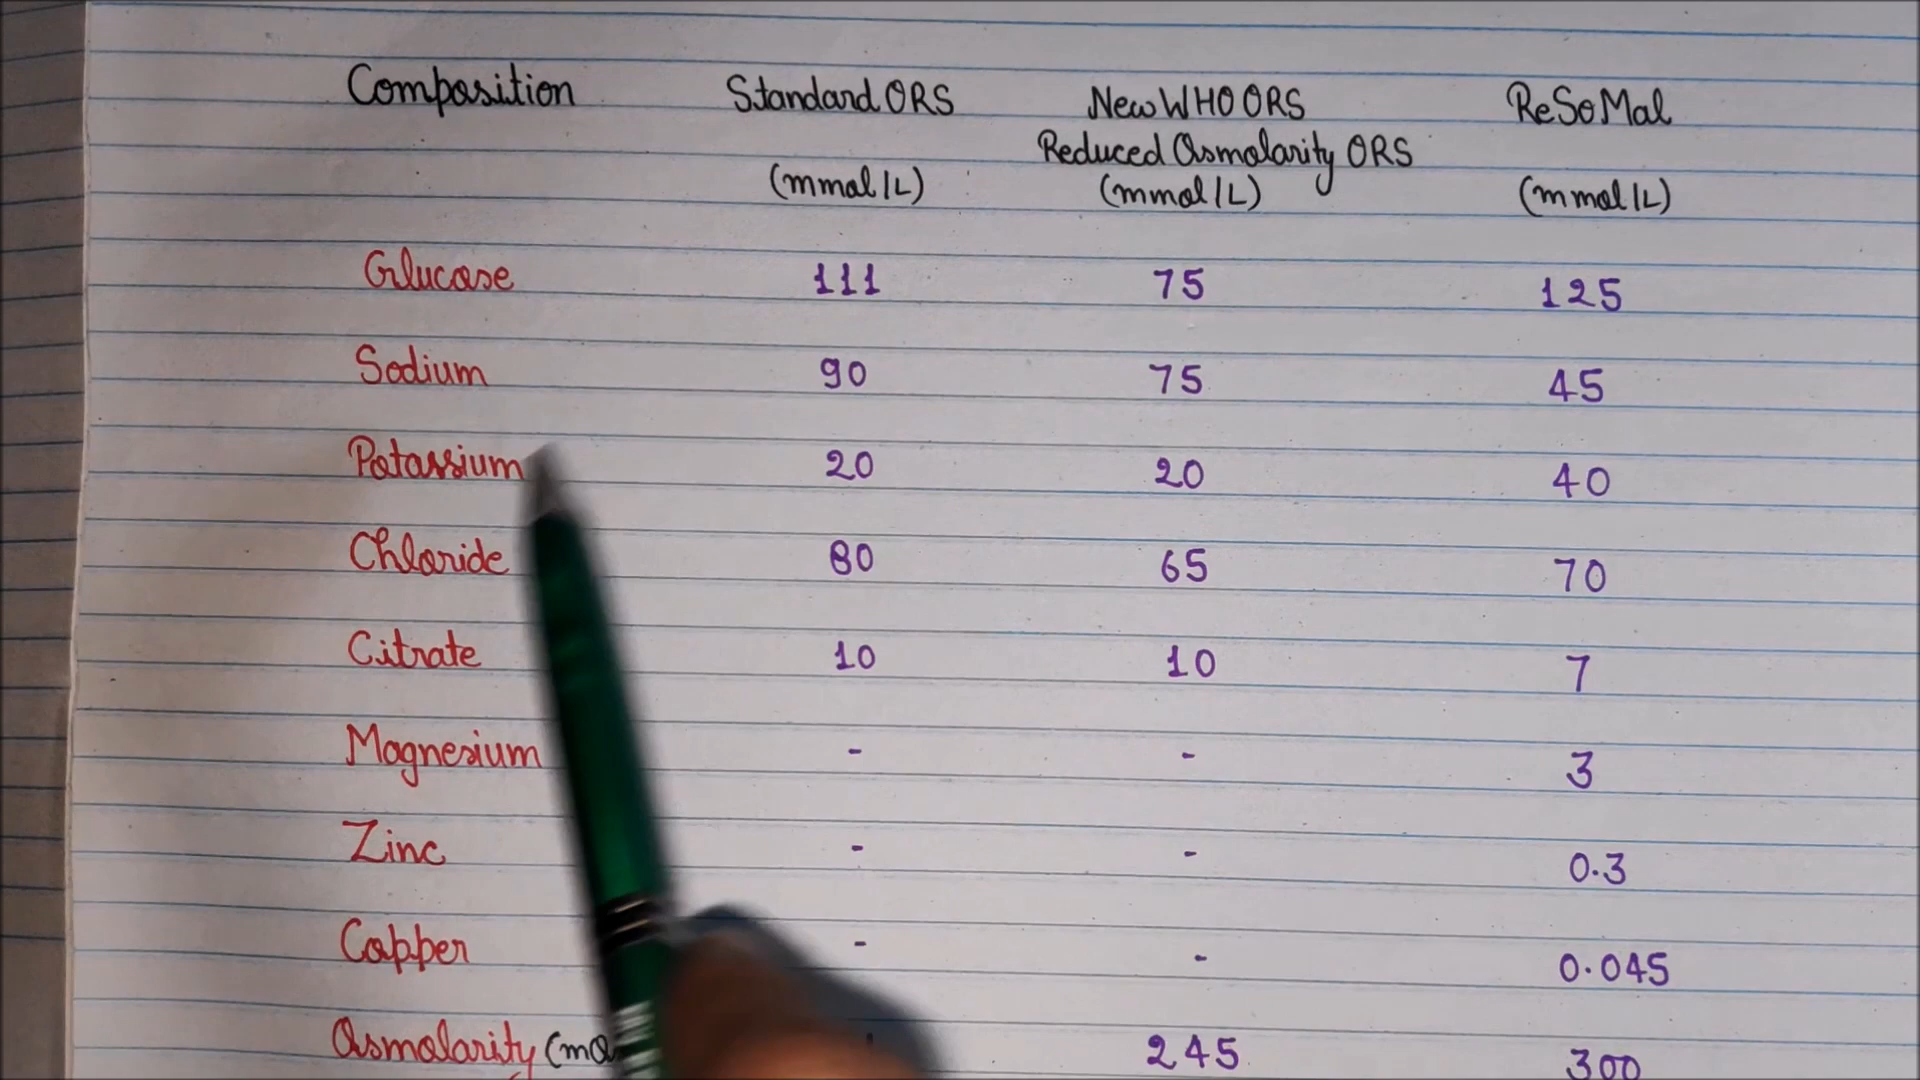 Composition Standard ORS New WHO ORS ReSoMal
Reduced Osmolarity ORS
(mmol/L) (mmol/L) (mmol/L)
Glucose 111 75 125
Sodium 90 75 45
Potassium 20 20 40
Chloride 80 65 70
Citrate 10 10 7
Magnesium - - 3
Zinc - - 0.3
Copper - - 0.045
Osmolarity 245 300